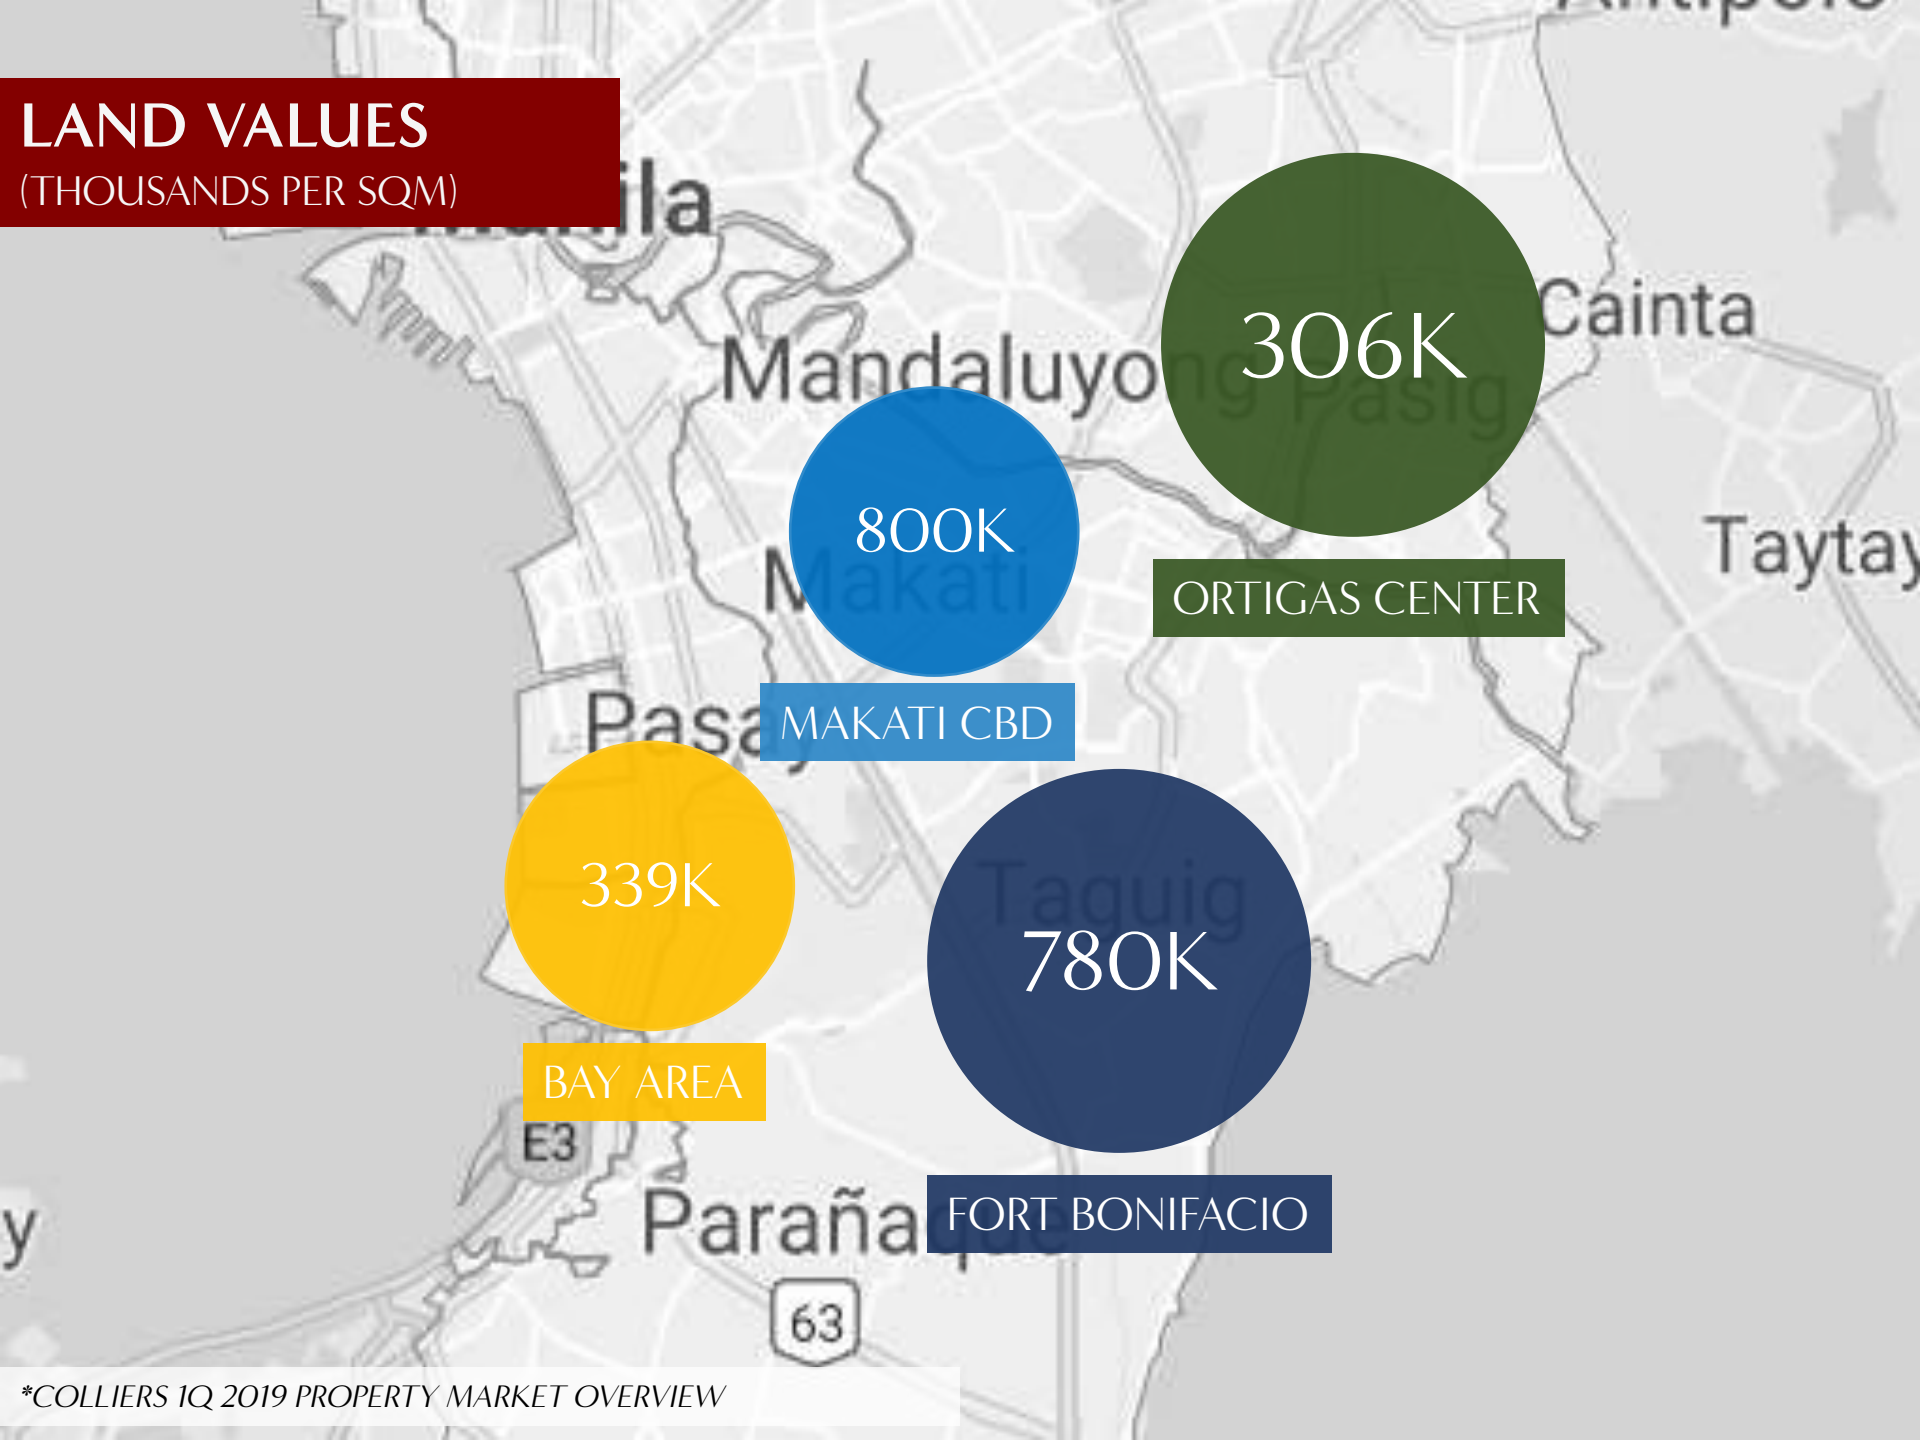 LAND VALUES
(THOUSANDS PER SQM)
Cainta
306K
Mandaluyong
Pasig
800K
Makati
Taytay
ORTIGAS CENTER
Pasay
MAKATI CBD
339K
Taguig
780K
BAY AREA
E3
Parañaque
FORT BONIFACIO
63
*COLLIERS 1Q 2019 PROPERTY MARKET OVERVIEW